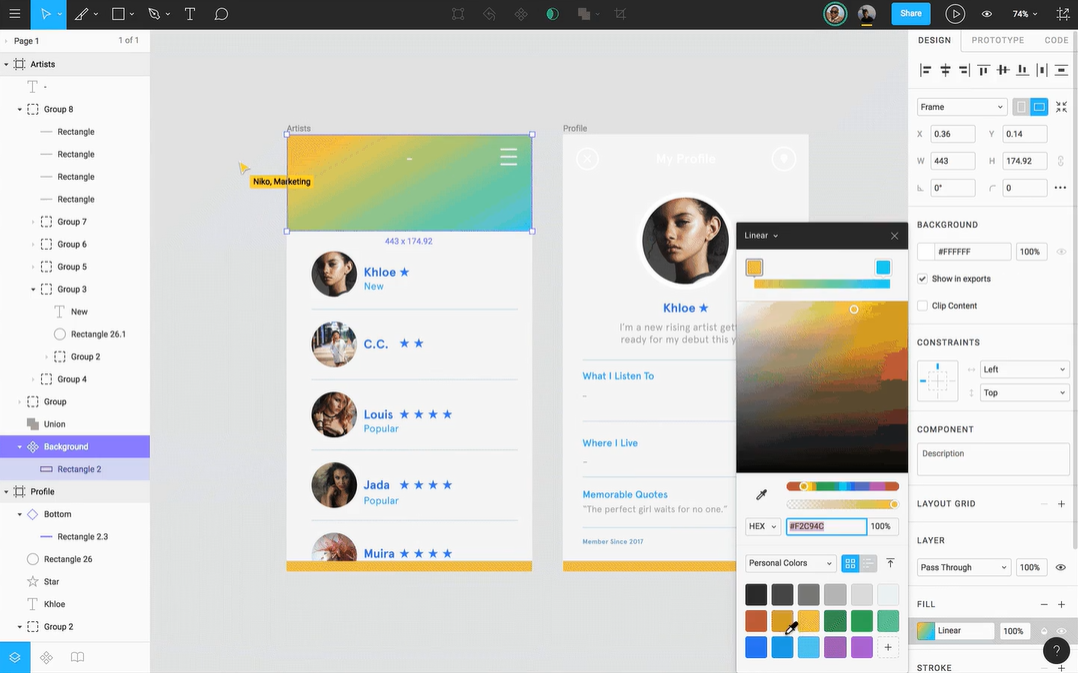 Share
74%
Page 1
1 of 1
DESIGN
PROTOTYPE
CODE
Artists
-
Group 8
Rectangle
Rectangle
Rectangle
Rectangle
Group 7
Group 6
Group 5
Group 3
New
Rectangle 26.1
Group 2
Group 4
Group
Union
Background
Rectangle 2
Profile
Bottom
Rectangle 2.3
Rectangle 26
Star
Khloe
Group 2
Artists
-
Niko, Marketing
443 x 174.92
Khloe ★
New
C.C. ★ ★
Louis ★ ★ ★ ★
Popular
Jada ★ ★ ★ ★
Popular
Muira ★ ★ ★ ★
Profile
My Profile
Khloe ★
I'm a new rising artist get
ready for my debut this y
What I Listen To
-
Where I Live
-
Memorable Quotes
"The perfect girl waits for no one."
Member Since 2017
Linear
HEX
#F2C94C
100%
Personal Colors
+
Frame
X 0.36
Y 0.14
W 443
H 174.92
0°
0
BACKGROUND
#FFFFFF
100%
Show in exports
Clip Content
CONSTRAINTS
Left
Top
COMPONENT
Description
LAYOUT GRID
LAYER
Pass Through
100%
FILL
Linear
100%
?
STROKE